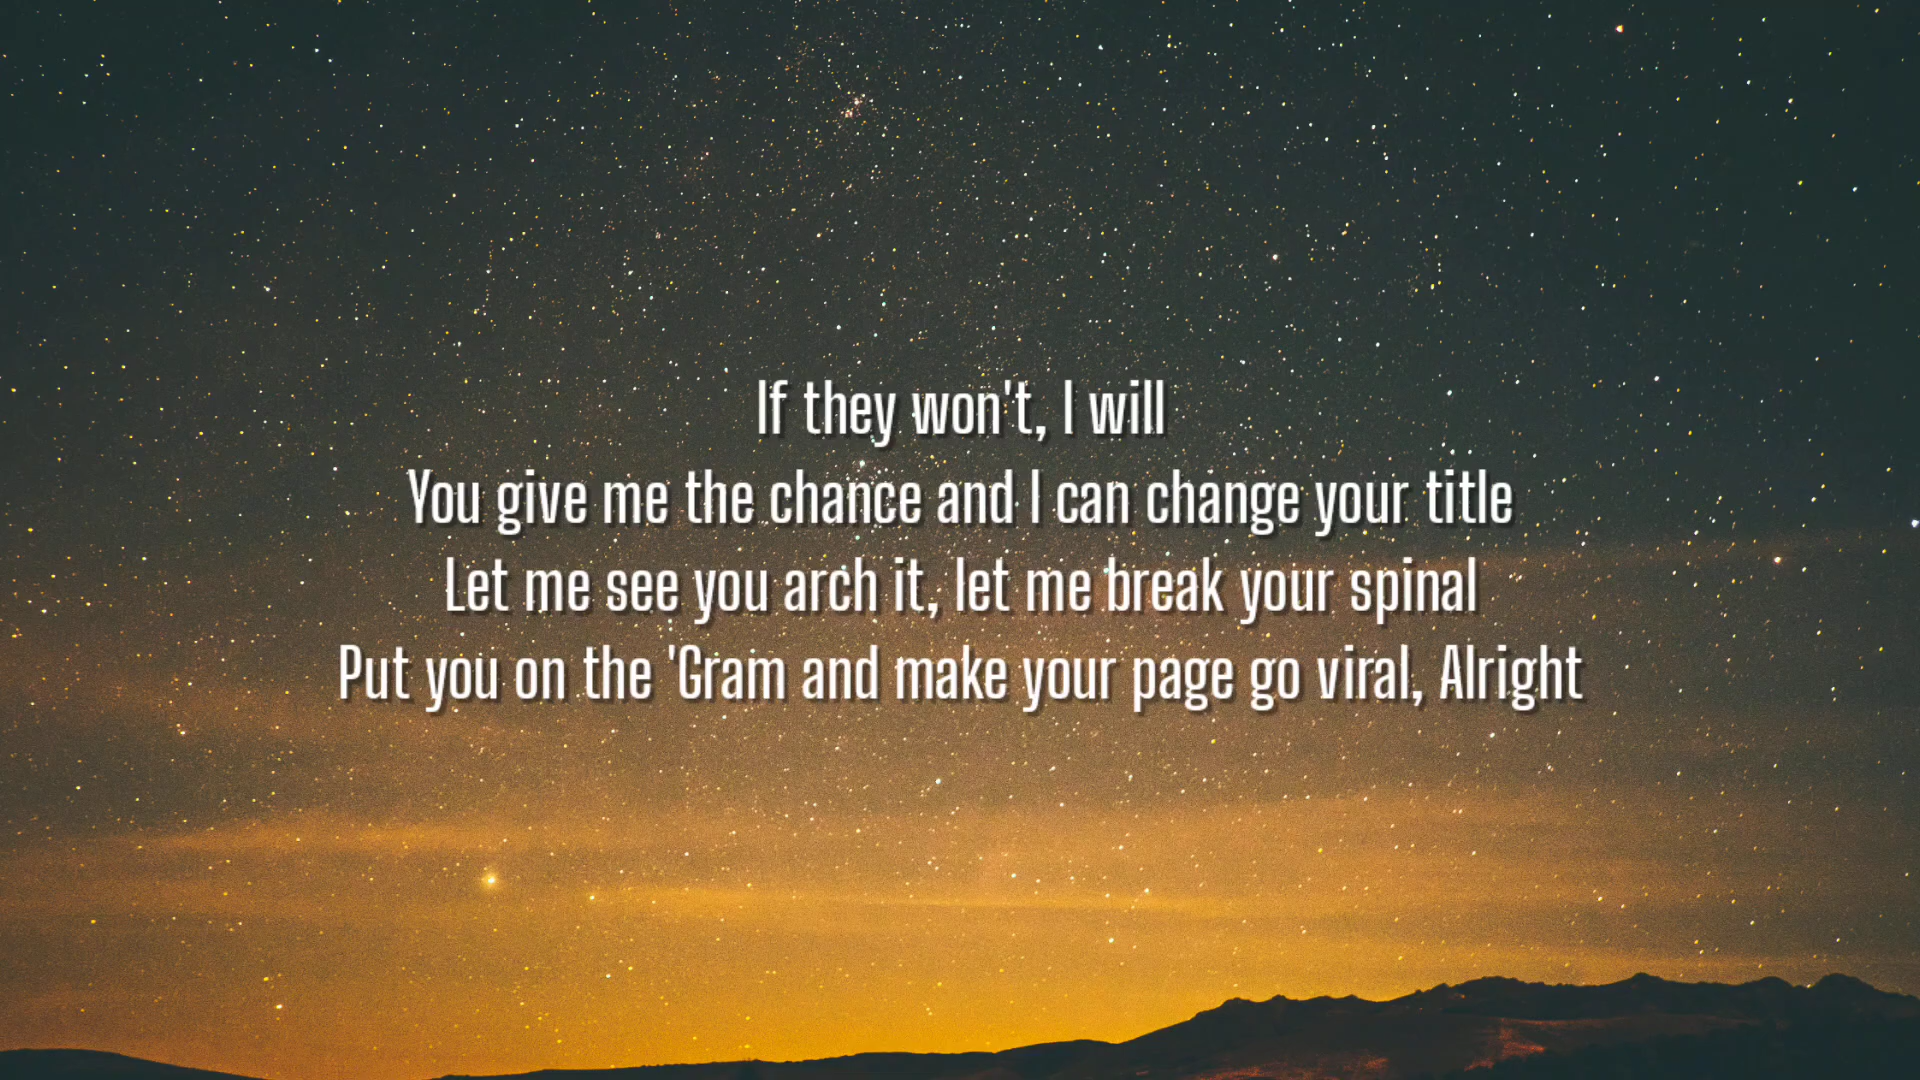 If they won't, I will
You give me the chance and I can change your title
Let me see you arch it, let me break your spinal
Put you on the 'Gram and make your page go viral, Alright